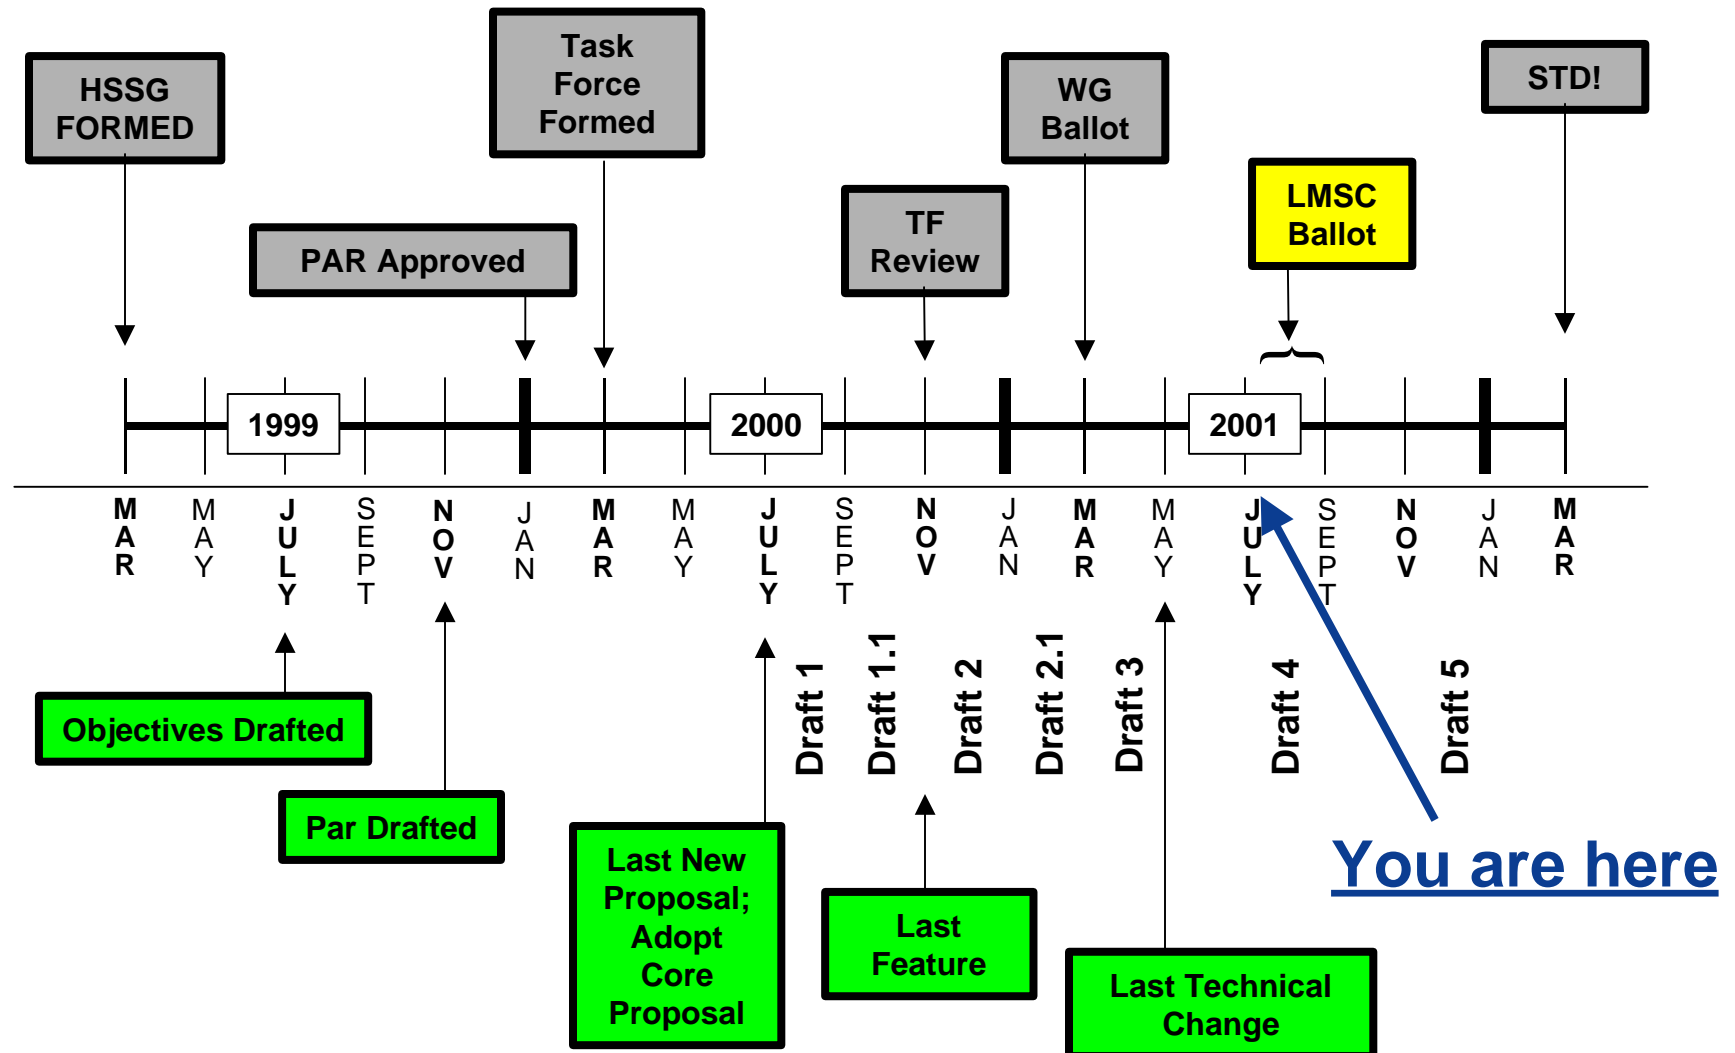 HSSG
FORMED
Task
Force
Formed
WG
Ballot
STD!
PAR Approved
TF
Review
LMSC
Ballot
1999
2000
2001
MAR
MAY
JULY
SEPT
NOV
JAN
MAR
MAY
JULY
SEPT
NOV
JAN
MAR
MAY
JULY
SEPT
NOV
JAN
MAR
Draft 1
Draft 1.1
Draft 2
Draft 2.1
Draft 3
Draft 4
Draft 5
Objectives Drafted
Par Drafted
Last New
Proposal;
Adopt
Core
Proposal
Last
Feature
Last Technical
Change
You are here